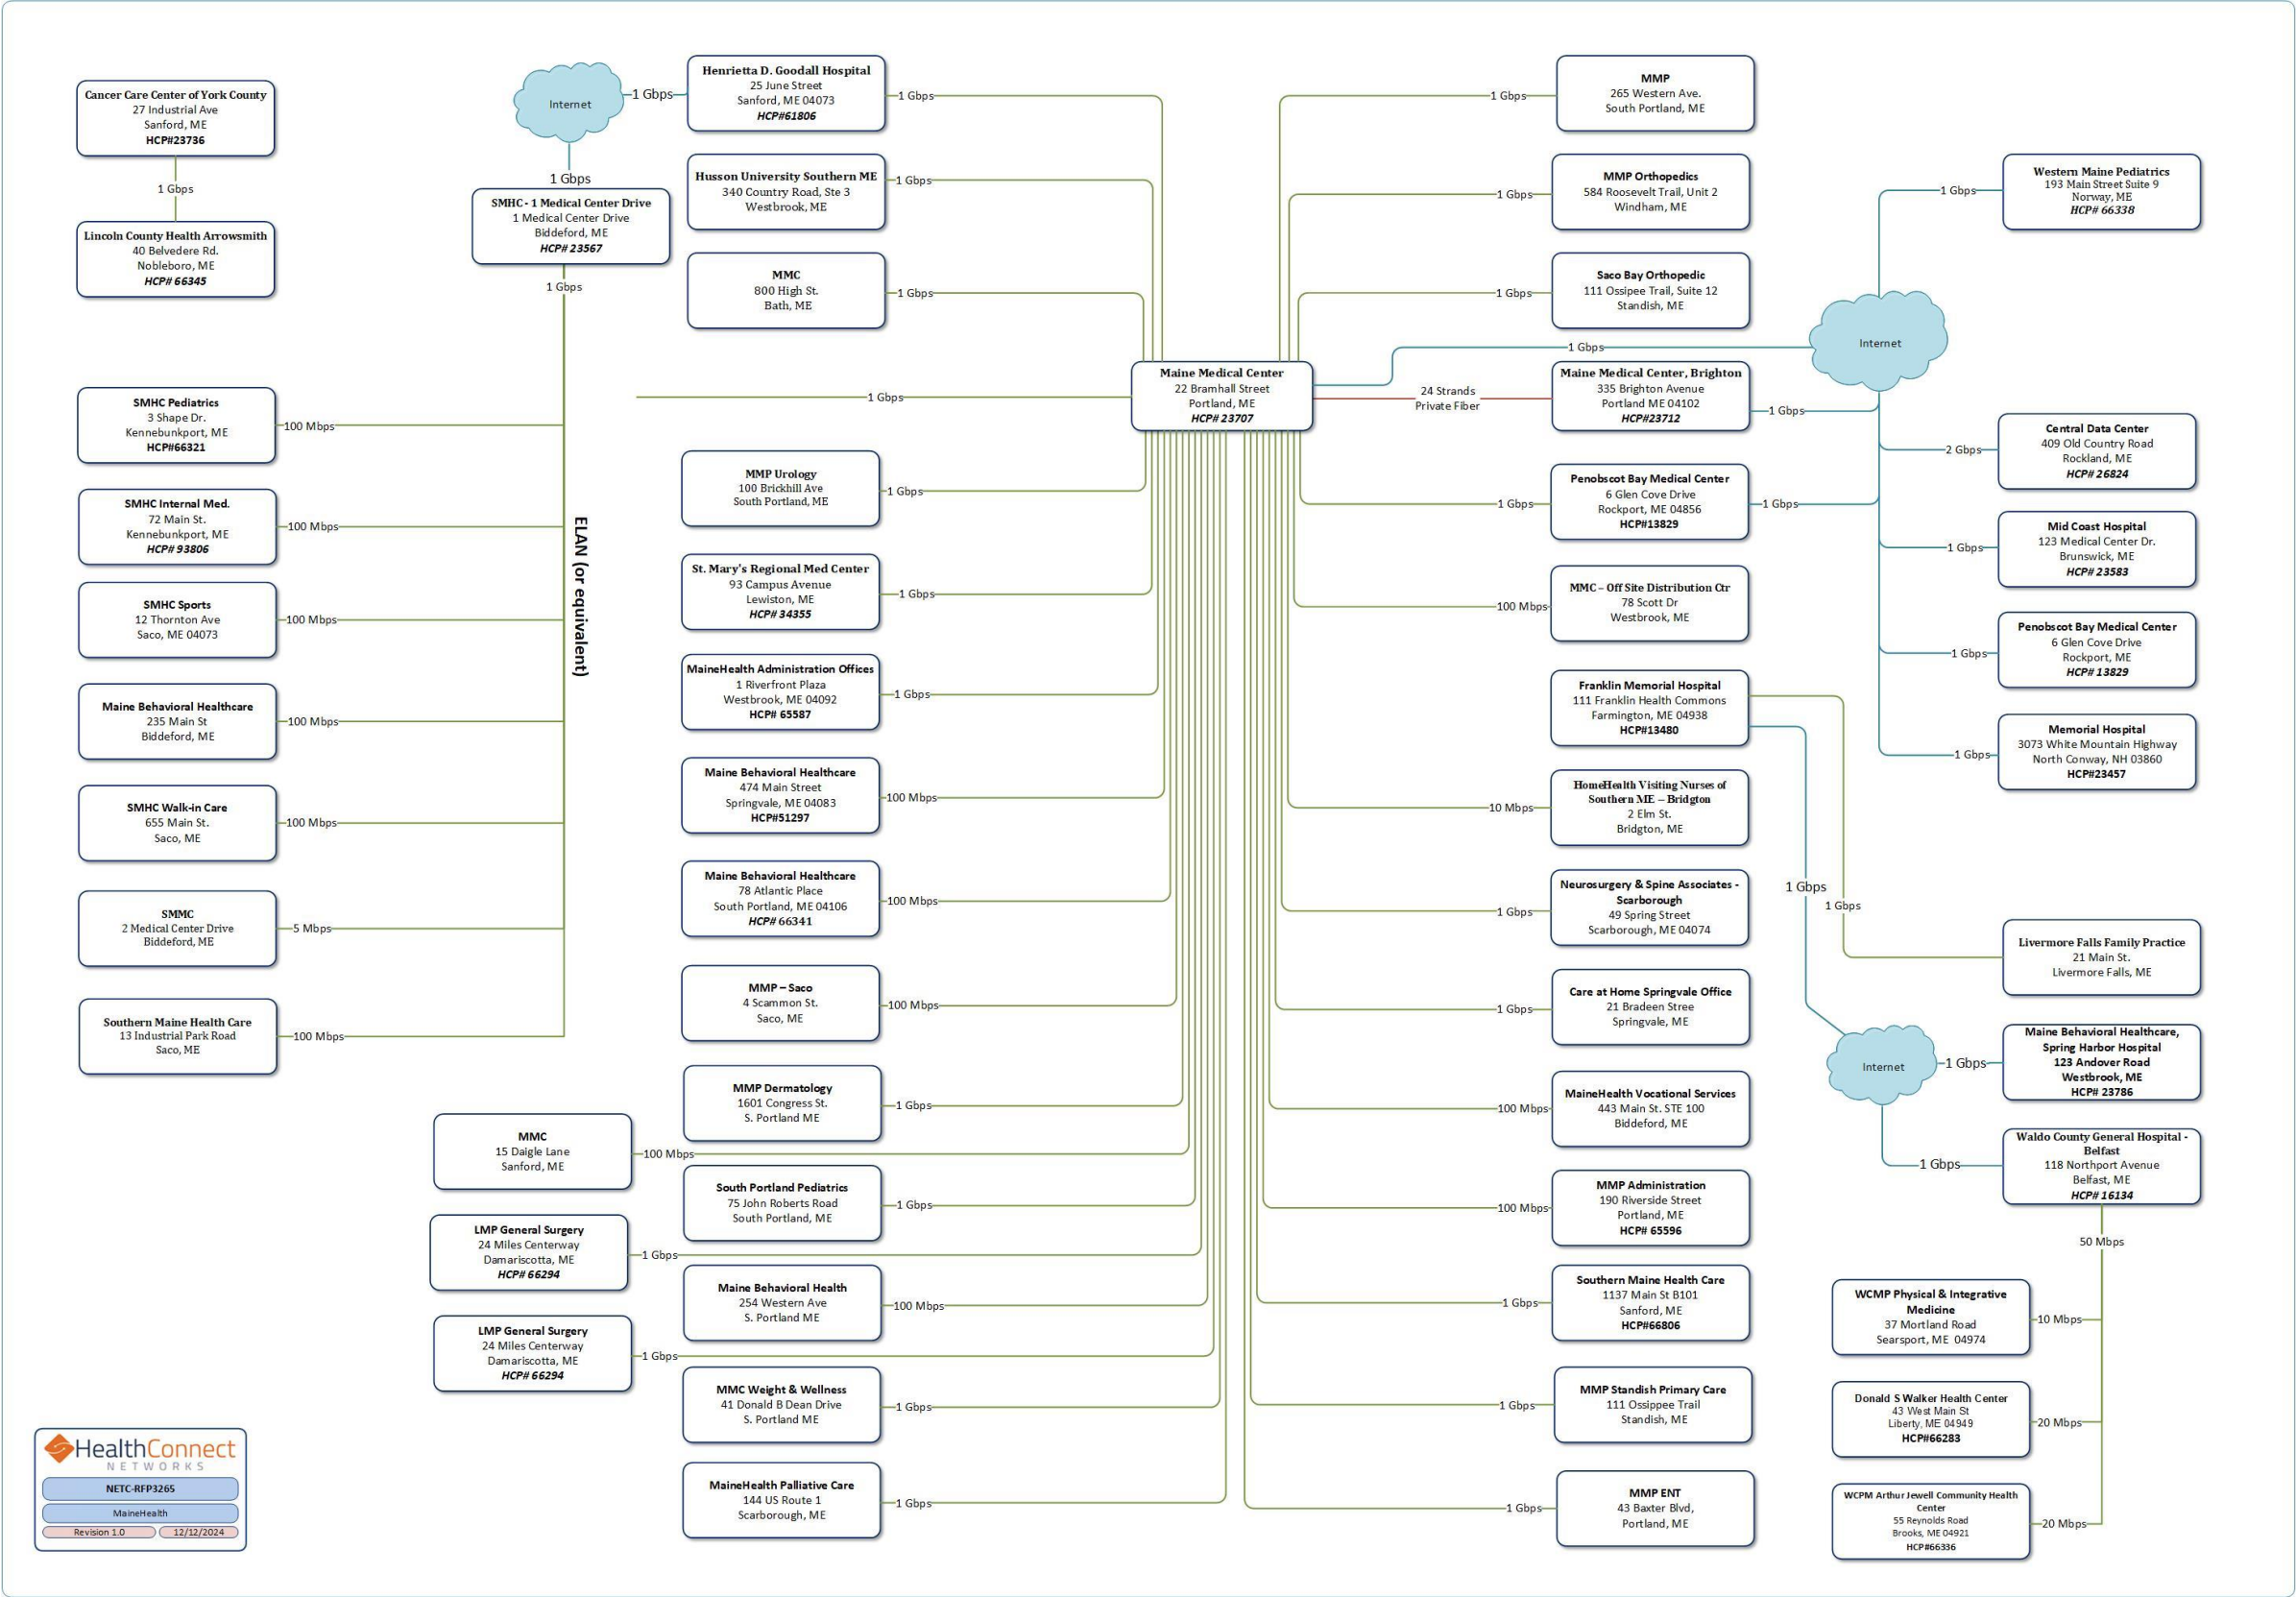 Cancer Care Center of York County
27 Industrial Ave
Sanford, ME
HCP#23736
1 Gbps
Lincoln County Health Arrowsmith
40 Belvedere Rd.
Nobleboro, ME
HCP# 66345
Internet
1 Gbps
1 Gbps
SMHC - 1 Medical Center Drive
1 Medical Center Drive
Biddeford, ME
HCP# 23567
1 Gbps
ELAN (or equivalent)
SMHC Pediatrics
3 Shape Dr.
Kennebunkport, ME
HCP#66321
100 Mbps
SMHC Internal Med.
72 Main St.
Kennebunkport, ME
HCP# 93806
100 Mbps
SMHC Sports
12 Thornton Ave
Saco, ME 04073
100 Mbps
Maine Behavioral Healthcare
235 Main St
Biddeford, ME
100 Mbps
SMHC Walk-in Care
655 Main St.
Saco, ME
100 Mbps
SMMC
2 Medical Center Drive
Biddeford, ME
5 Mbps
Southern Maine Health Care
13 Industrial Park Road
Saco, ME
100 Mbps
Henrietta D. Goodall Hospital
25 June Street
Sanford, ME 04073
HCP#61806
1 Gbps
Husson University Southern ME
340 Country Road, Ste 3
Westbrook, ME
1 Gbps
MMC
800 High St.
Bath, ME
1 Gbps
1 Gbps
Maine Medical Center
22 Bramhall Street
Portland, ME
HCP# 23707
MMP Urology
100 Brickhill Ave
South Portland, ME
1 Gbps
St. Mary's Regional Med Center
93 Campus Avenue
Lewiston, ME
HCP# 34355
1 Gbps
MaineHealth Administration Offices
1 Riverfront Plaza
Westbrook, ME 04092
HCP# 65587
1 Gbps
Maine Behavioral Healthcare
474 Main Street
Springvale, ME 04083
HCP#51297
100 Mbps
Maine Behavioral Healthcare
78 Atlantic Place
South Portland, ME 04106
HCP# 66341
100 Mbps
MMP – Saco
4 Scammon St.
Saco, ME
100 Mbps
MMP Dermatology
1601 Congress St.
S. Portland ME
1 Gbps
MMC
15 Dalgle Lane
Sanford, ME
100 Mbps
South Portland Pediatrics
75 John Roberts Road
South Portland, ME
1 Gbps
LMP General Surgery
24 Miles Centerway
Damariscotta, ME
HCP# 66294
1 Gbps
Maine Behavioral Health
254 Western Ave
S. Portland ME
100 Mbps
LMP General Surgery
24 Miles Centerway
Damariscotta, ME
HCP# 66294
1 Gbps
MMC Weight & Wellness
41 Donald B Dean Drive
S. Portland ME
1 Gbps
MaineHealth Palliative Care
144 US Route 1
Scarborough, ME
1 Gbps
1 Gbps
MMP
265 Western Ave.
South Portland, ME
1 Gbps
MMP Orthopedics
584 Roosevelt Trail, Unit 2
Windham, ME
1 Gbps
Saco Bay Orthopedic
111 Ossipee Trail, Suite 12
Standish, ME
1 Gbps
24 Strands
Private Fiber
Maine Medical Center, Brighton
335 Brighton Avenue
Portland ME 04102
HCP#23712
1 Gbps
1 Gbps
Penobscot Bay Medical Center
6 Glen Cove Drive
Rockport, ME 04856
HCP#13829
1 Gbps
100 Mbps
MMC – Off Site Distribution Ctr
78 Scott Dr
Westbrook, ME
Franklin Memorial Hospital
111 Franklin Health Commons
Farmington, ME 04938
HCP#13480
10 Mbps
HomeHealth Visiting Nurses of
Southern ME – Bridgton
2 Elm St.
Bridgton, ME
1 Gbps
Neurosurgery & Spine Associates -
Scarborough
49 Spring Street
Scarborough, ME 04074
1 Gbps
Care at Home Springvale Office
21 Bradeen Stree
Springvale, ME
100 Mbps
MaineHealth Vocational Services
443 Main St. STE 100
Biddeford, ME
100 Mbps
MMP Administration
190 Riverside Street
Portland, ME
HCP# 65596
1 Gbps
Southern Maine Health Care
1137 Main St B101
Sanford, ME
HCP#66806
1 Gbps
MMP Standish Primary Care
111 Ossippee Trail
Standish, ME
1 Gbps
MMP ENT
43 Baxter Blvd,
Portland, ME
1 Gbps
Western Maine Pediatrics
193 Main Street Suite 9
Norway, ME
HCP# 66338
Internet
2 Gbps
Central Data Center
409 Old Country Road
Rockland, ME
HCP# 26824
1 Gbps
Mid Coast Hospital
123 Medical Center Dr.
Brunswick, ME
HCP# 23583
1 Gbps
Penobscot Bay Medical Center
6 Glen Cove Drive
Rockport, ME
HCP# 13829
1 Gbps
Memorial Hospital
3073 White Mountain Highway
North Conway, NH 03860
HCP#23457
1 Gbps
1 Gbps
Livermore Falls Family Practice
21 Main St.
Livermore Falls, ME
Internet
1 Gbps
Maine Behavioral Healthcare,
Spring Harbor Hospital
123 Andover Road
Westbrook, ME
HCP# 23786
1 Gbps
Waldo County General Hospital -
Belfast
118 Northport Avenue
Belfast, ME
HCP# 16134
50 Mbps
WCMP Physical & Integrative
Medicine
37 Mortland Road
Searsport, ME 04974
10 Mbps
Donald S Walker Health Center
43 West Main St
Liberty, ME 04949
HCP#66283
20 Mbps
WCPM Arthur Jewell Community Health
Center
55 Reynolds Road
Brooks, ME 04921
HCP#66336
20 Mbps
HealthConnect
NETWORKS
NETC-RFP3265
MaineHealth
Revision 1.0
12/12/2024